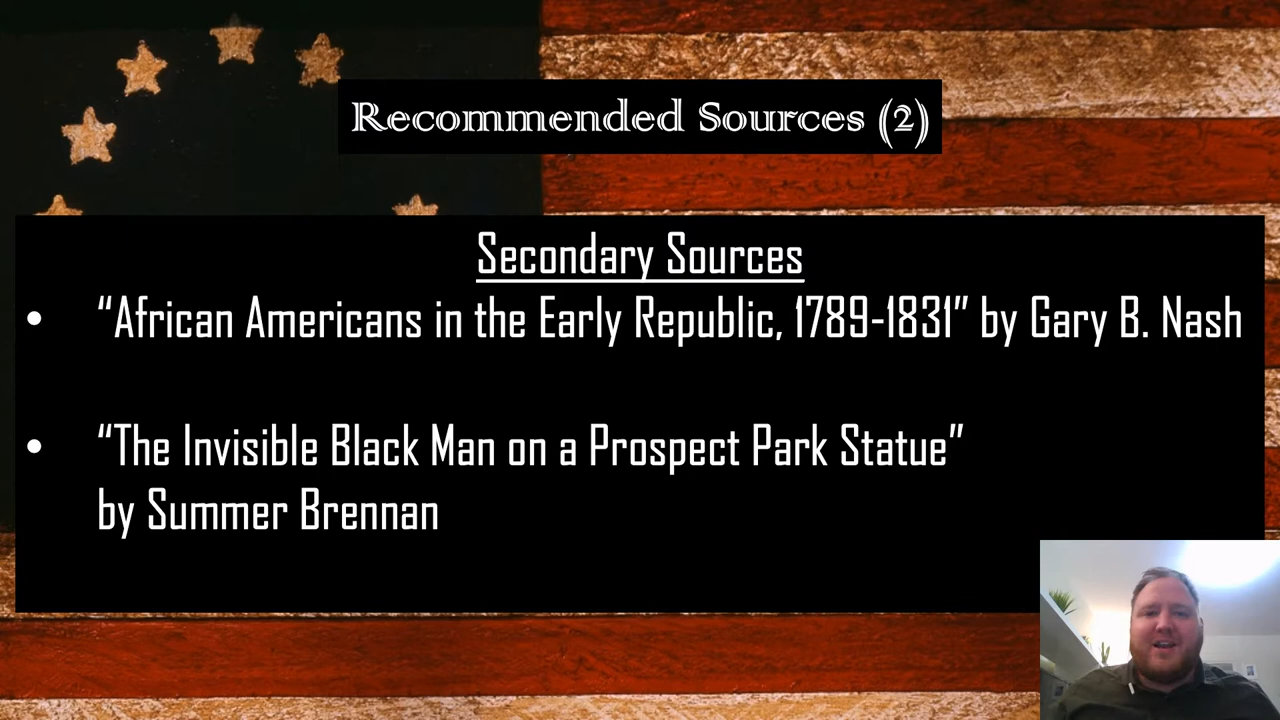 Recommended Sources (2)
Secondary Sources
• “African Americans in the Early Republic, 1789-1831” by Gary B. Nash
• “The Invisible Black Man on a Prospect Park Statue”
by Summer Brennan